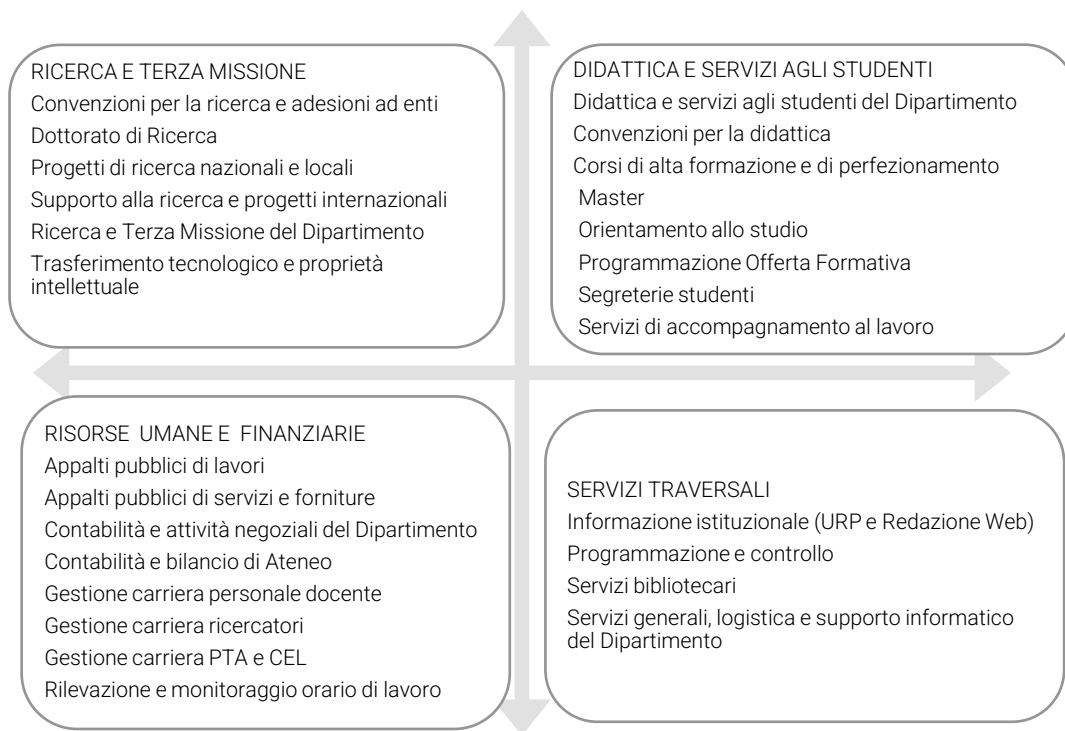 RICERCA E TERZA MISSIONE
Convenzioni per la ricerca e adesioni ad enti
Dottorato di Ricerca
Progetti di ricerca nazionali e locali
Supporto alla ricerca e progetti internazionali
Ricerca e Terza Missione del Dipartimento
Trasferimento tecnologico e proprietà
intellettuale
DIDATTICA E SERVIZI AGLI STUDENTI
Didattica e servizi agli studenti del Dipartimento
Convenzioni per la didattica
Corsi di alta formazione e di perfezionamento
Master
Orientamento allo studio
Programmazione Offerta Formativa
Segreterie studenti
Servizi di accompagnamento al lavoro
RISORSE UMANE E FINANZIARIE
Appalti pubblici di lavori
Appalti pubblici di servizi e forniture
Contabilità e attività negoziali del Dipartimento
Contabilità e bilancio di Ateneo
Gestione carriera personale docente
Gestione carriera ricercatori
Gestione carriera PTA e CEL
Rilevazione e monitoraggio orario di lavoro
SERVIZI TRAVERSALI
Informazione istituzionale (URP e Redazione Web)
Programmazione e controllo
Servizi bibliotecari
Servizi generali, logistica e supporto informatico
del Dipartimento